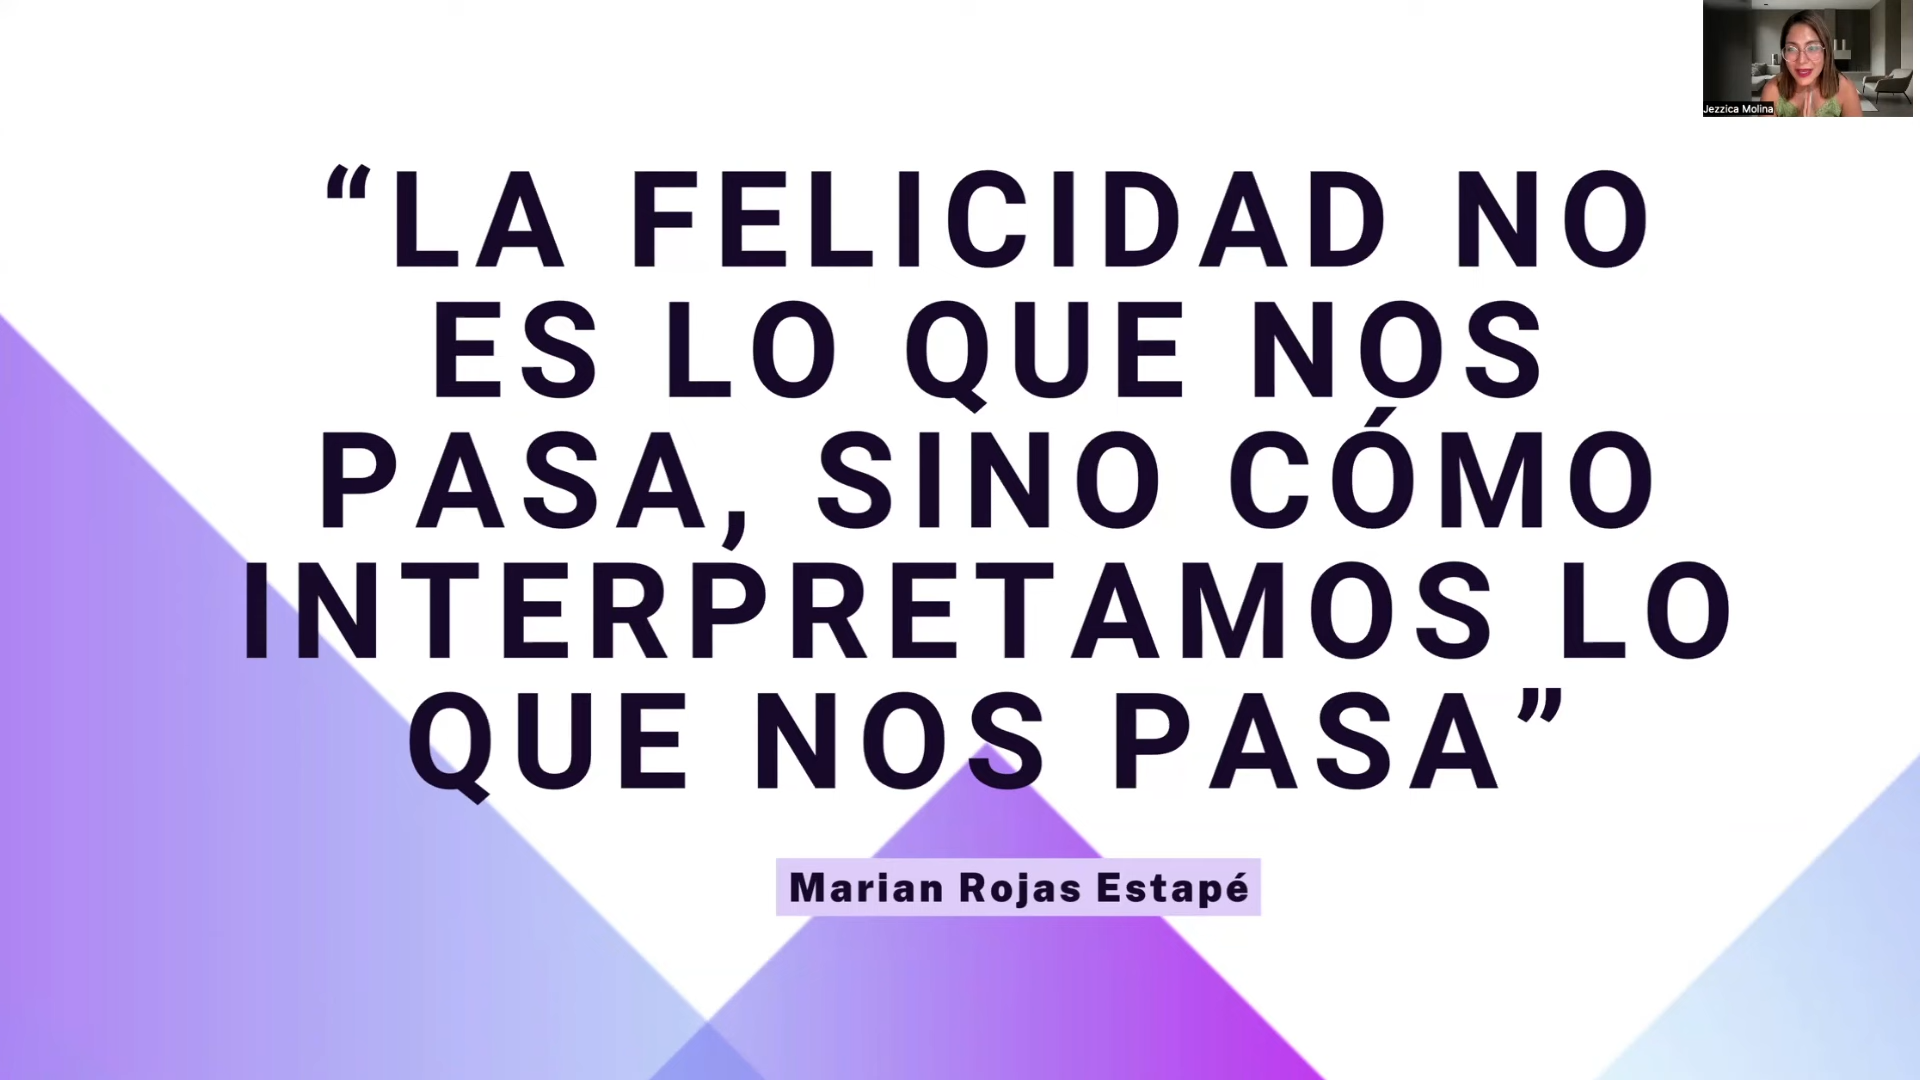 Jezzica Molina
“LA FELICIDAD NO
ES LO QUE NOS
PASA, SINO CÓMO
INTERPRETAMOS LO
QUE NOS PASA”
Marian Rojas Estapé